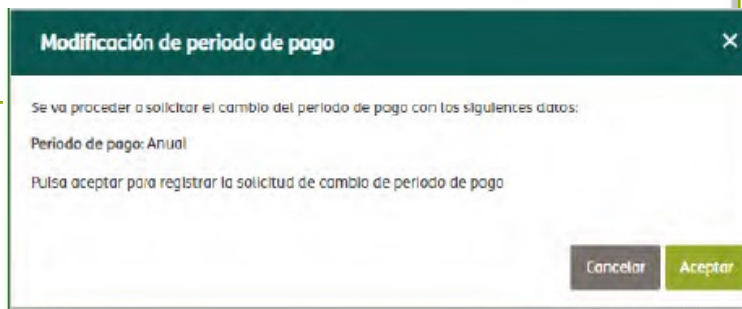 Modificación de periodo de pago
Se va proceder a solicitar el cambio del periodo de pago con los siguientes datos:
Periodo de pago: Anual
Pulsa aceptar para registrar la solicitud de cambio de periodo de pago
Cancelar
Aceptar